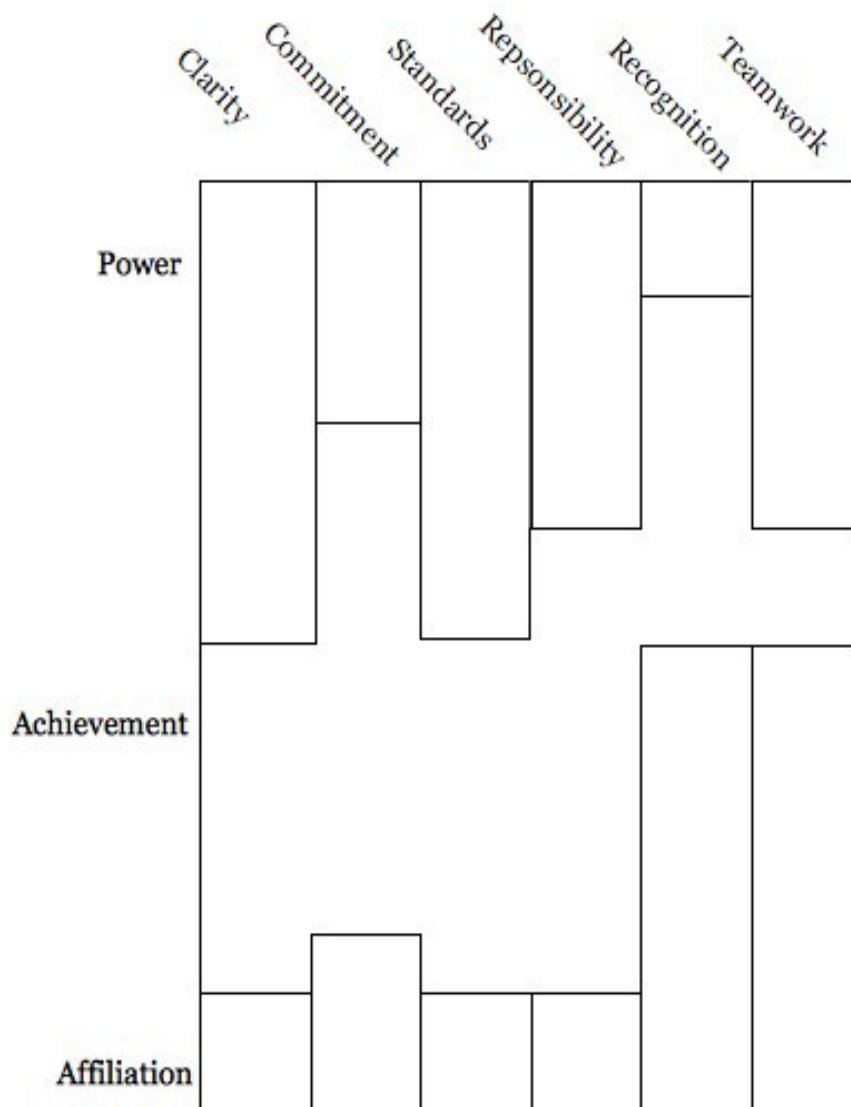 Clarity
Commitment
Standards
Repsonsibility
Recognition
Teamwork
Power
Achievement
Affiliation